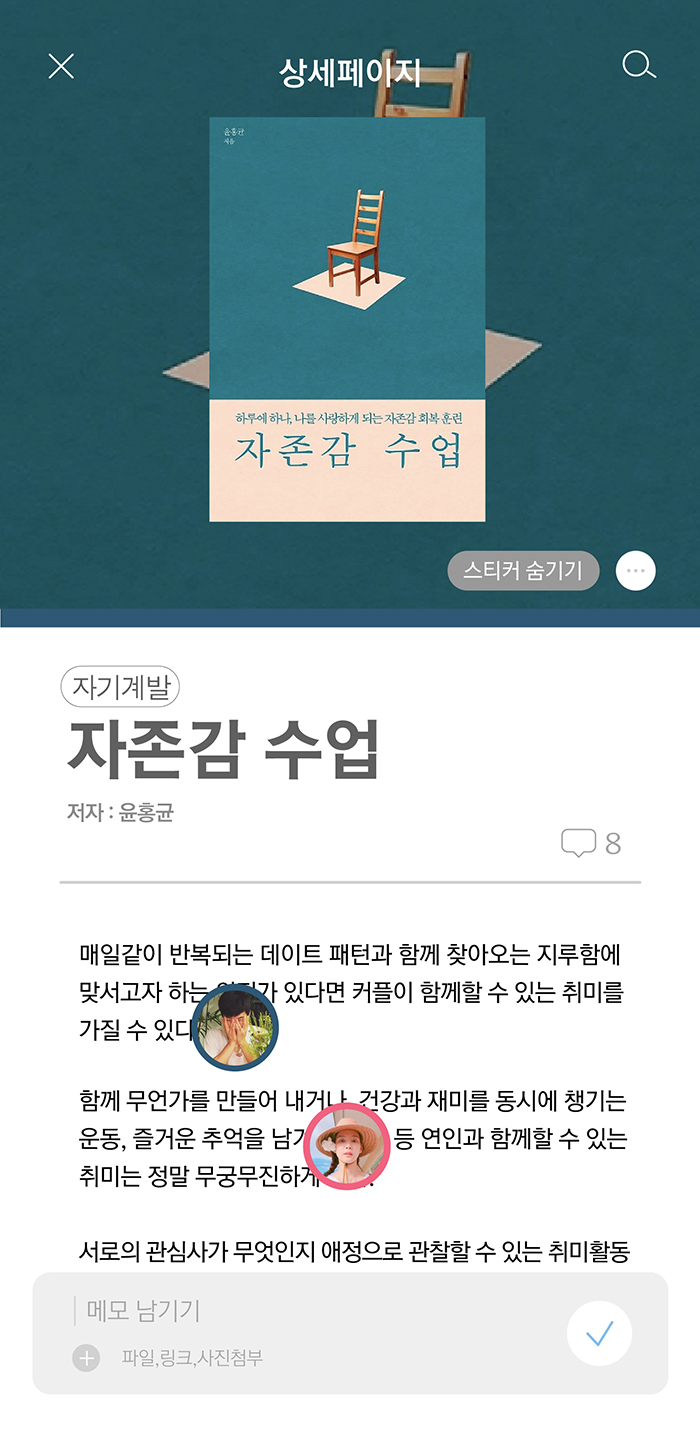 상세페이지
윤홍균
지음
하루에 하나, 나를 사랑하게 되는 자존감 회복 훈련
자존감 수업
스티커 숨기기
자기계발
자존감 수업
저자 : 윤홍균
8
매일같이 반복되는 데이트 패턴과 함께 찾아오는 지루함에
맞서고자 하는 있다면 커플이 함께할 수 있는 취미를
가질 수 있다
함께 무언가를 만들어 내거나, 건강과 재미를 동시에 챙기는
운동, 즐거운 추억을 등 연인과 함께할 수 있는
취미는 정말 무궁무진하게
서로의 관심사가 무엇인지 애정으로 관찰할 수 있는 취미활동
메모 남기기
파일,링크,사진첨부